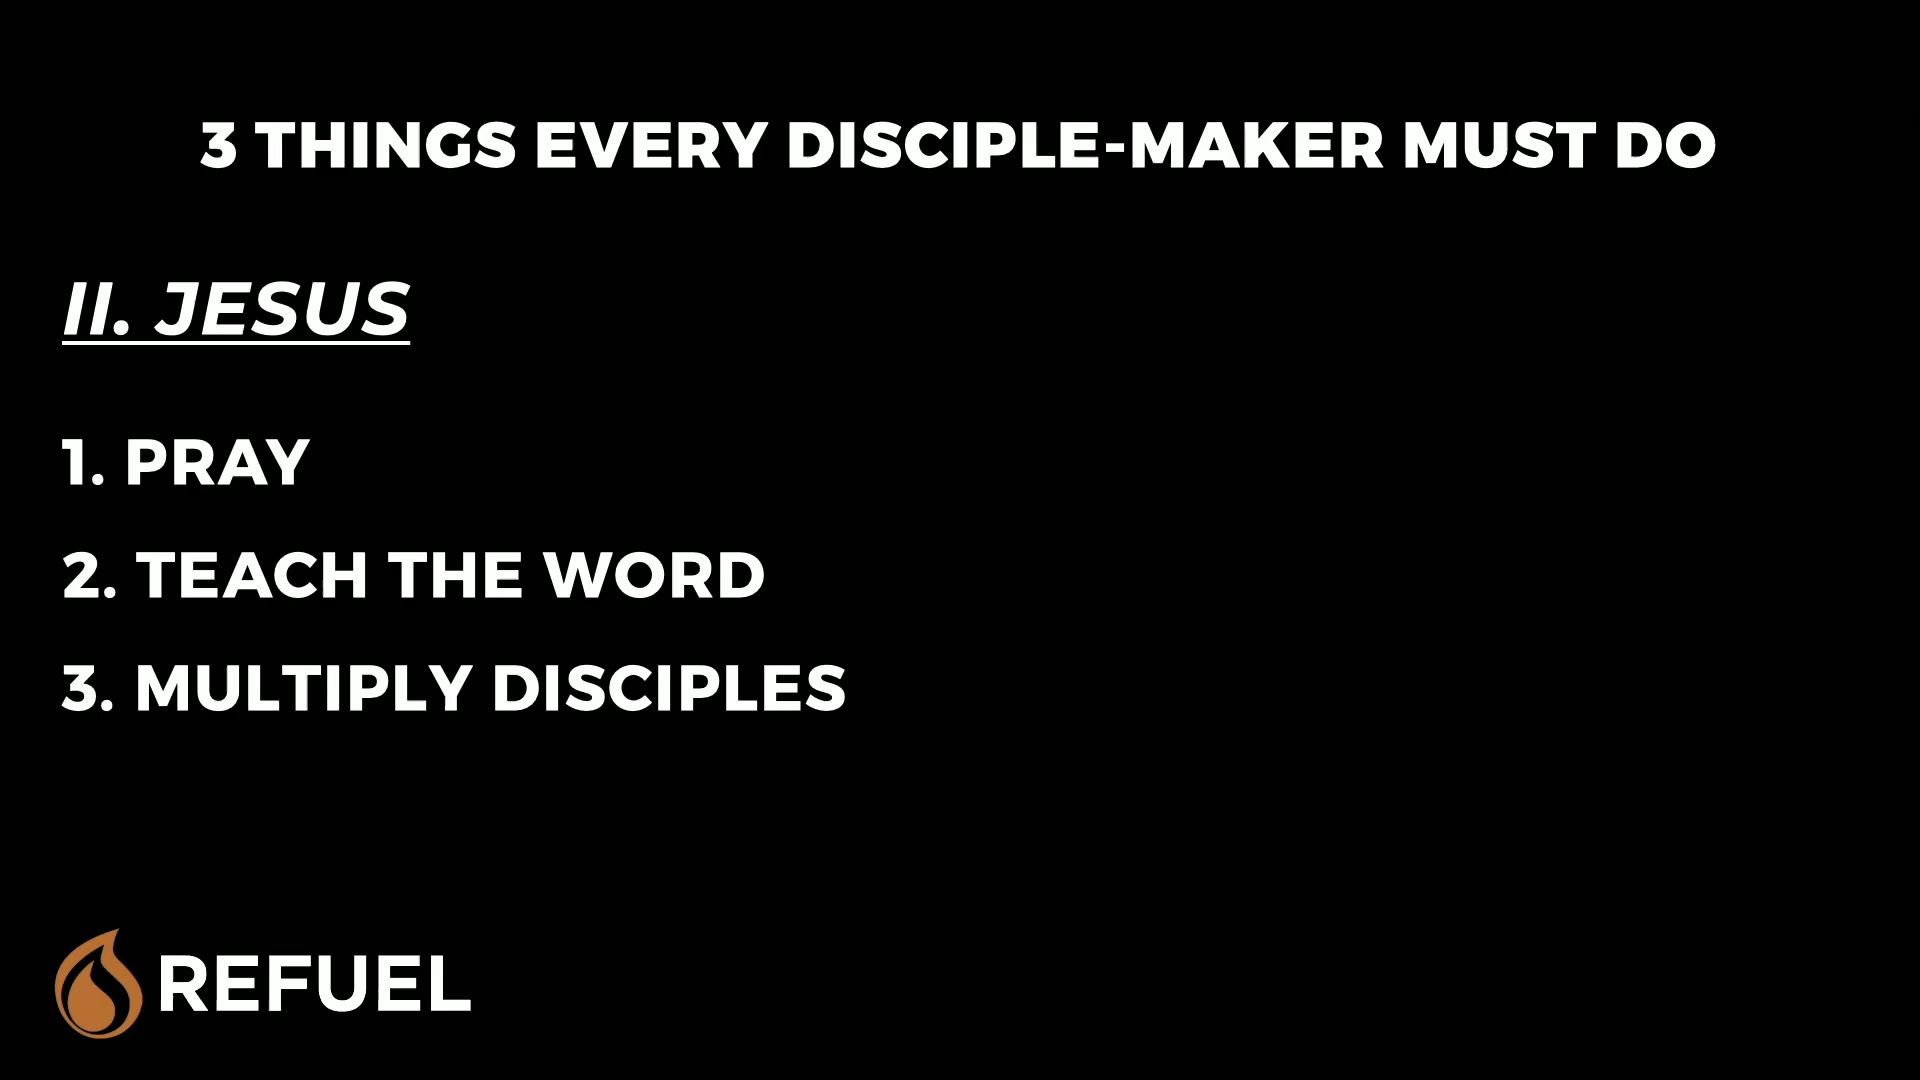 3 THINGS EVERY DISCIPLE-MAKER MUST DO
II. JESUS
1. PRAY
2. TEACH THE WORD
3. MULTIPLY DISCIPLES
REFUEL